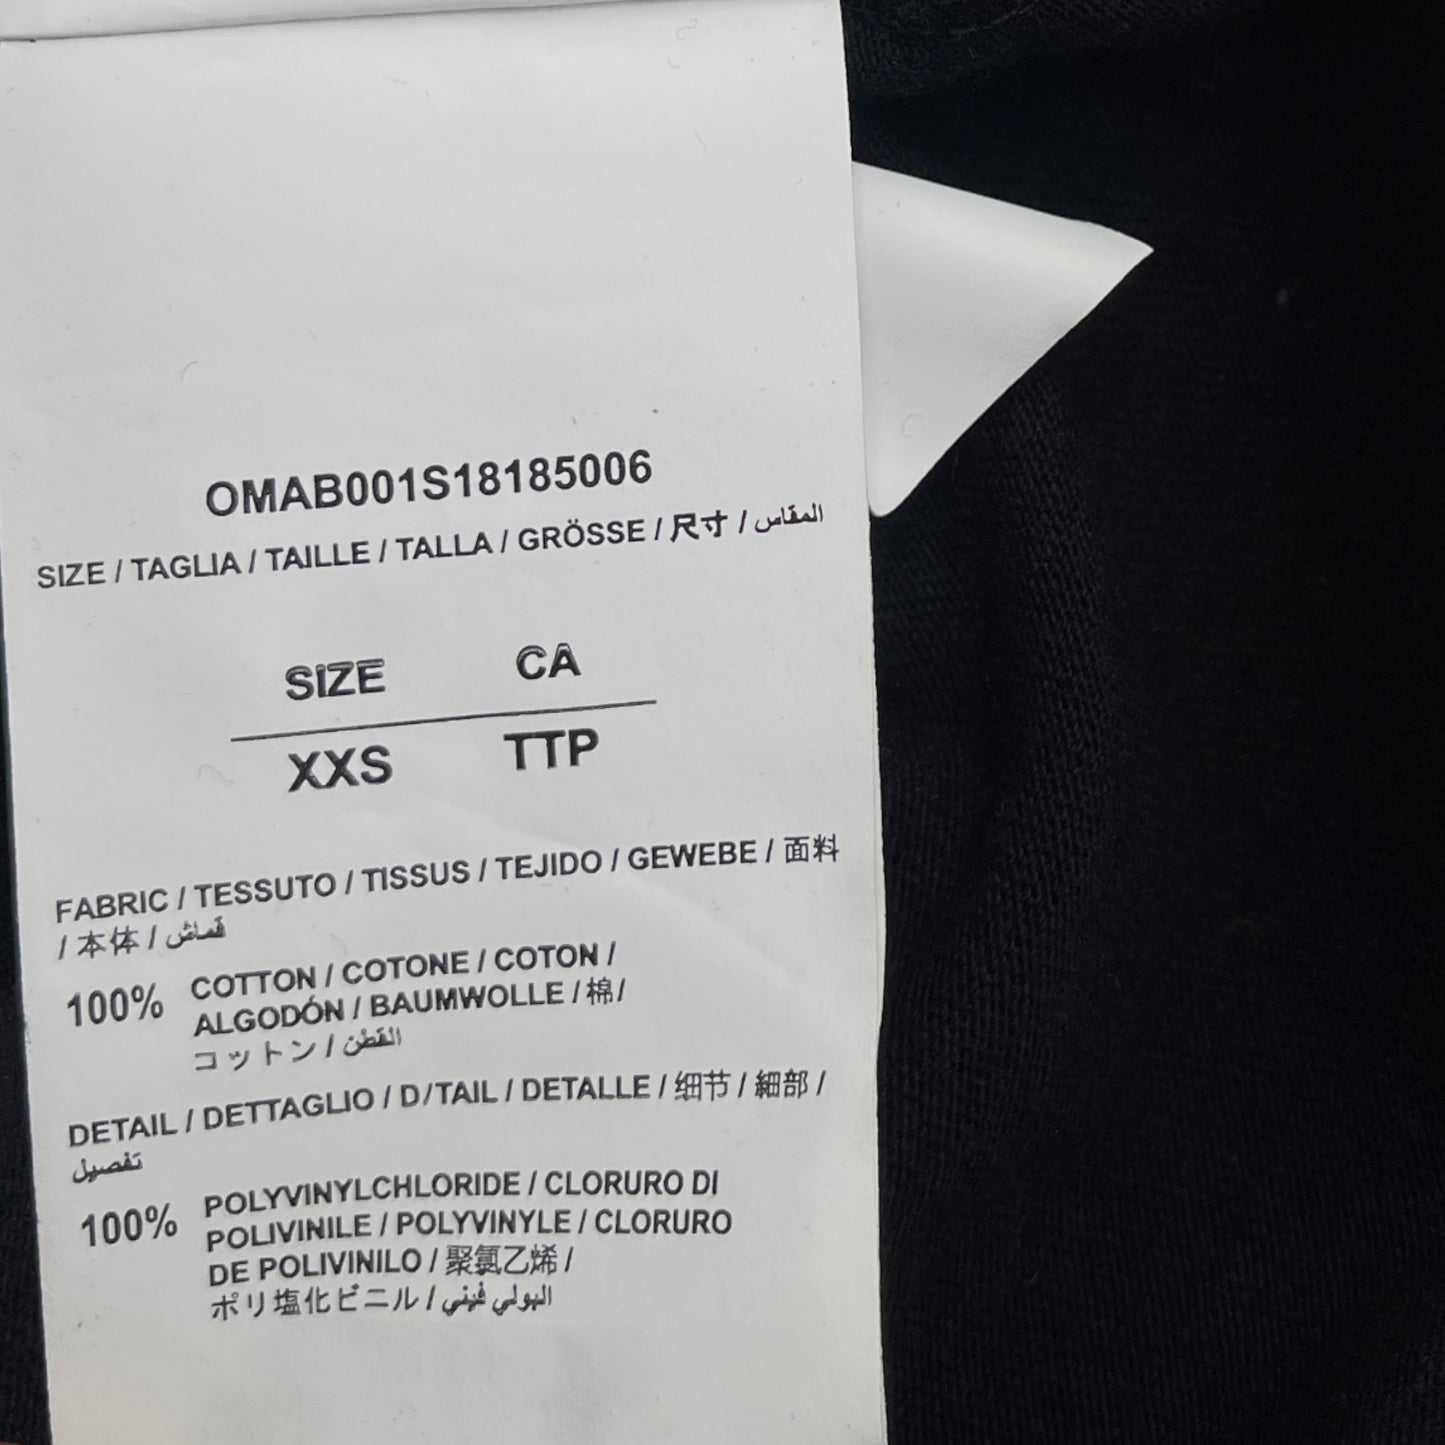 OMAB001S18185006
SIZE / TAGLIA / TAILLE / TALLA / GRÖSSE / 尺寸 / المقاس
SIZE CA
XXS TTP
FABRIC / TESSUTO / TISSUS / TEJIDO / GEWEBE / 面料
/ 本体 / قماش
100% COTTON / COTONE / COTON /
ALGODÓN / BAUMWOLLE / 棉/
コットン / القطن
DETAIL / DETTAGLIO / D/TAIL / DETALLE / 细节 / 細部 /
تفصيل
100% POLYVINYLCHLORIDE / CLORURO DI
POLIVINILE / POLYVINYLE / CLORURO
DE POLIVINILO / 聚氯乙烯 /
ポリ塩化ビニル / البولي فيني